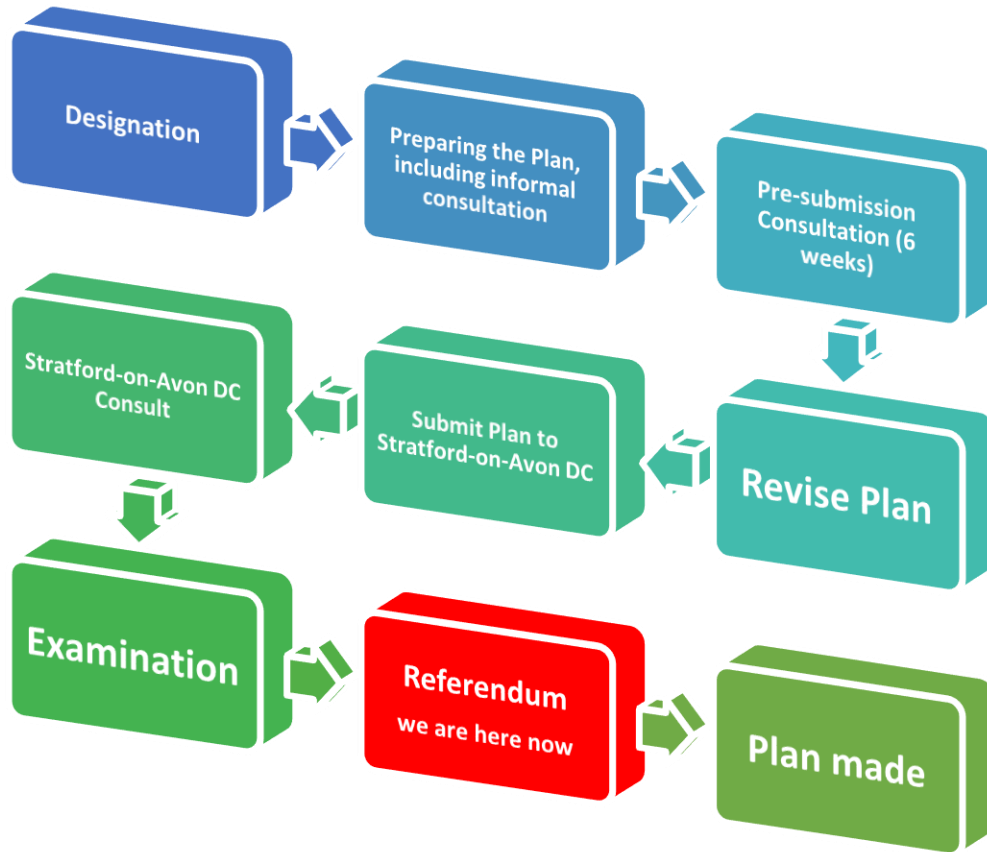 Designation
Preparing the Plan,
including informal
consultation
Pre-submission
Consultation (6
weeks)
Revise Plan
Submit Plan to
Stratford-on-Avon DC
Stratford-on-Avon DC
Consult
Examination
Referendum
we are here now
Plan made